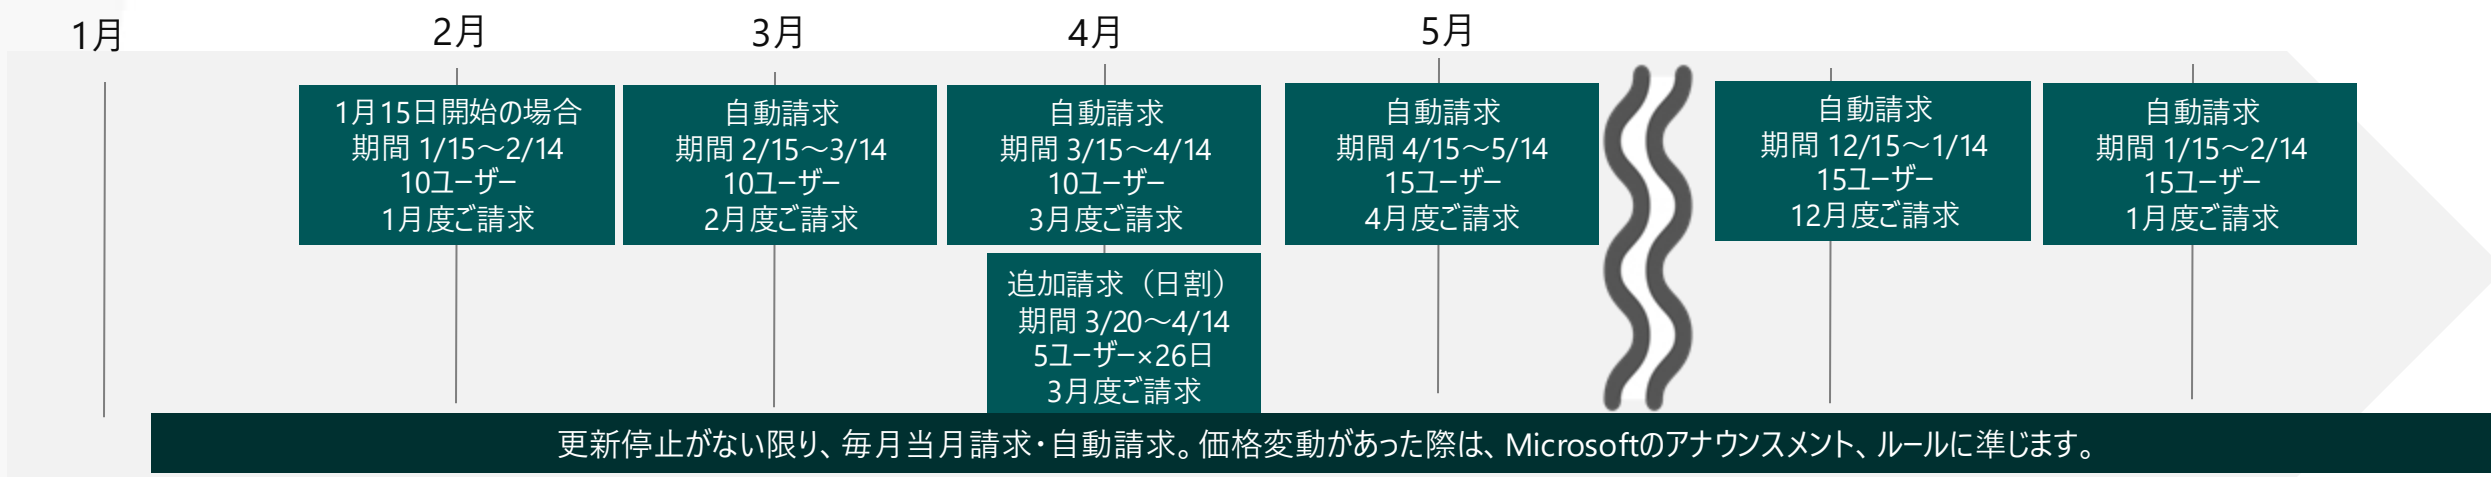 1月
2月
3月
4月
5月
1月15日開始の場合
期間 1/15～2/14
10ユーザー
1月度ご請求
自動請求
期間 2/15～3/14
10ユーザー
2月度ご請求
自動請求
期間 3/15～4/14
10ユーザー
3月度ご請求
追加請求（日割）
期間 3/20～4/14
5ユーザー×26日
3月度ご請求
自動請求
期間 4/15～5/14
15ユーザー
4月度ご請求
自動請求
期間 12/15～1/14
15ユーザー
12月度ご請求
自動請求
期間 1/15～2/14
15ユーザー
1月度ご請求
更新停止がない限り、毎月当月請求・自動請求。価格変動があった際は、Microsoftのアナウンスメント、ルールに準じます。